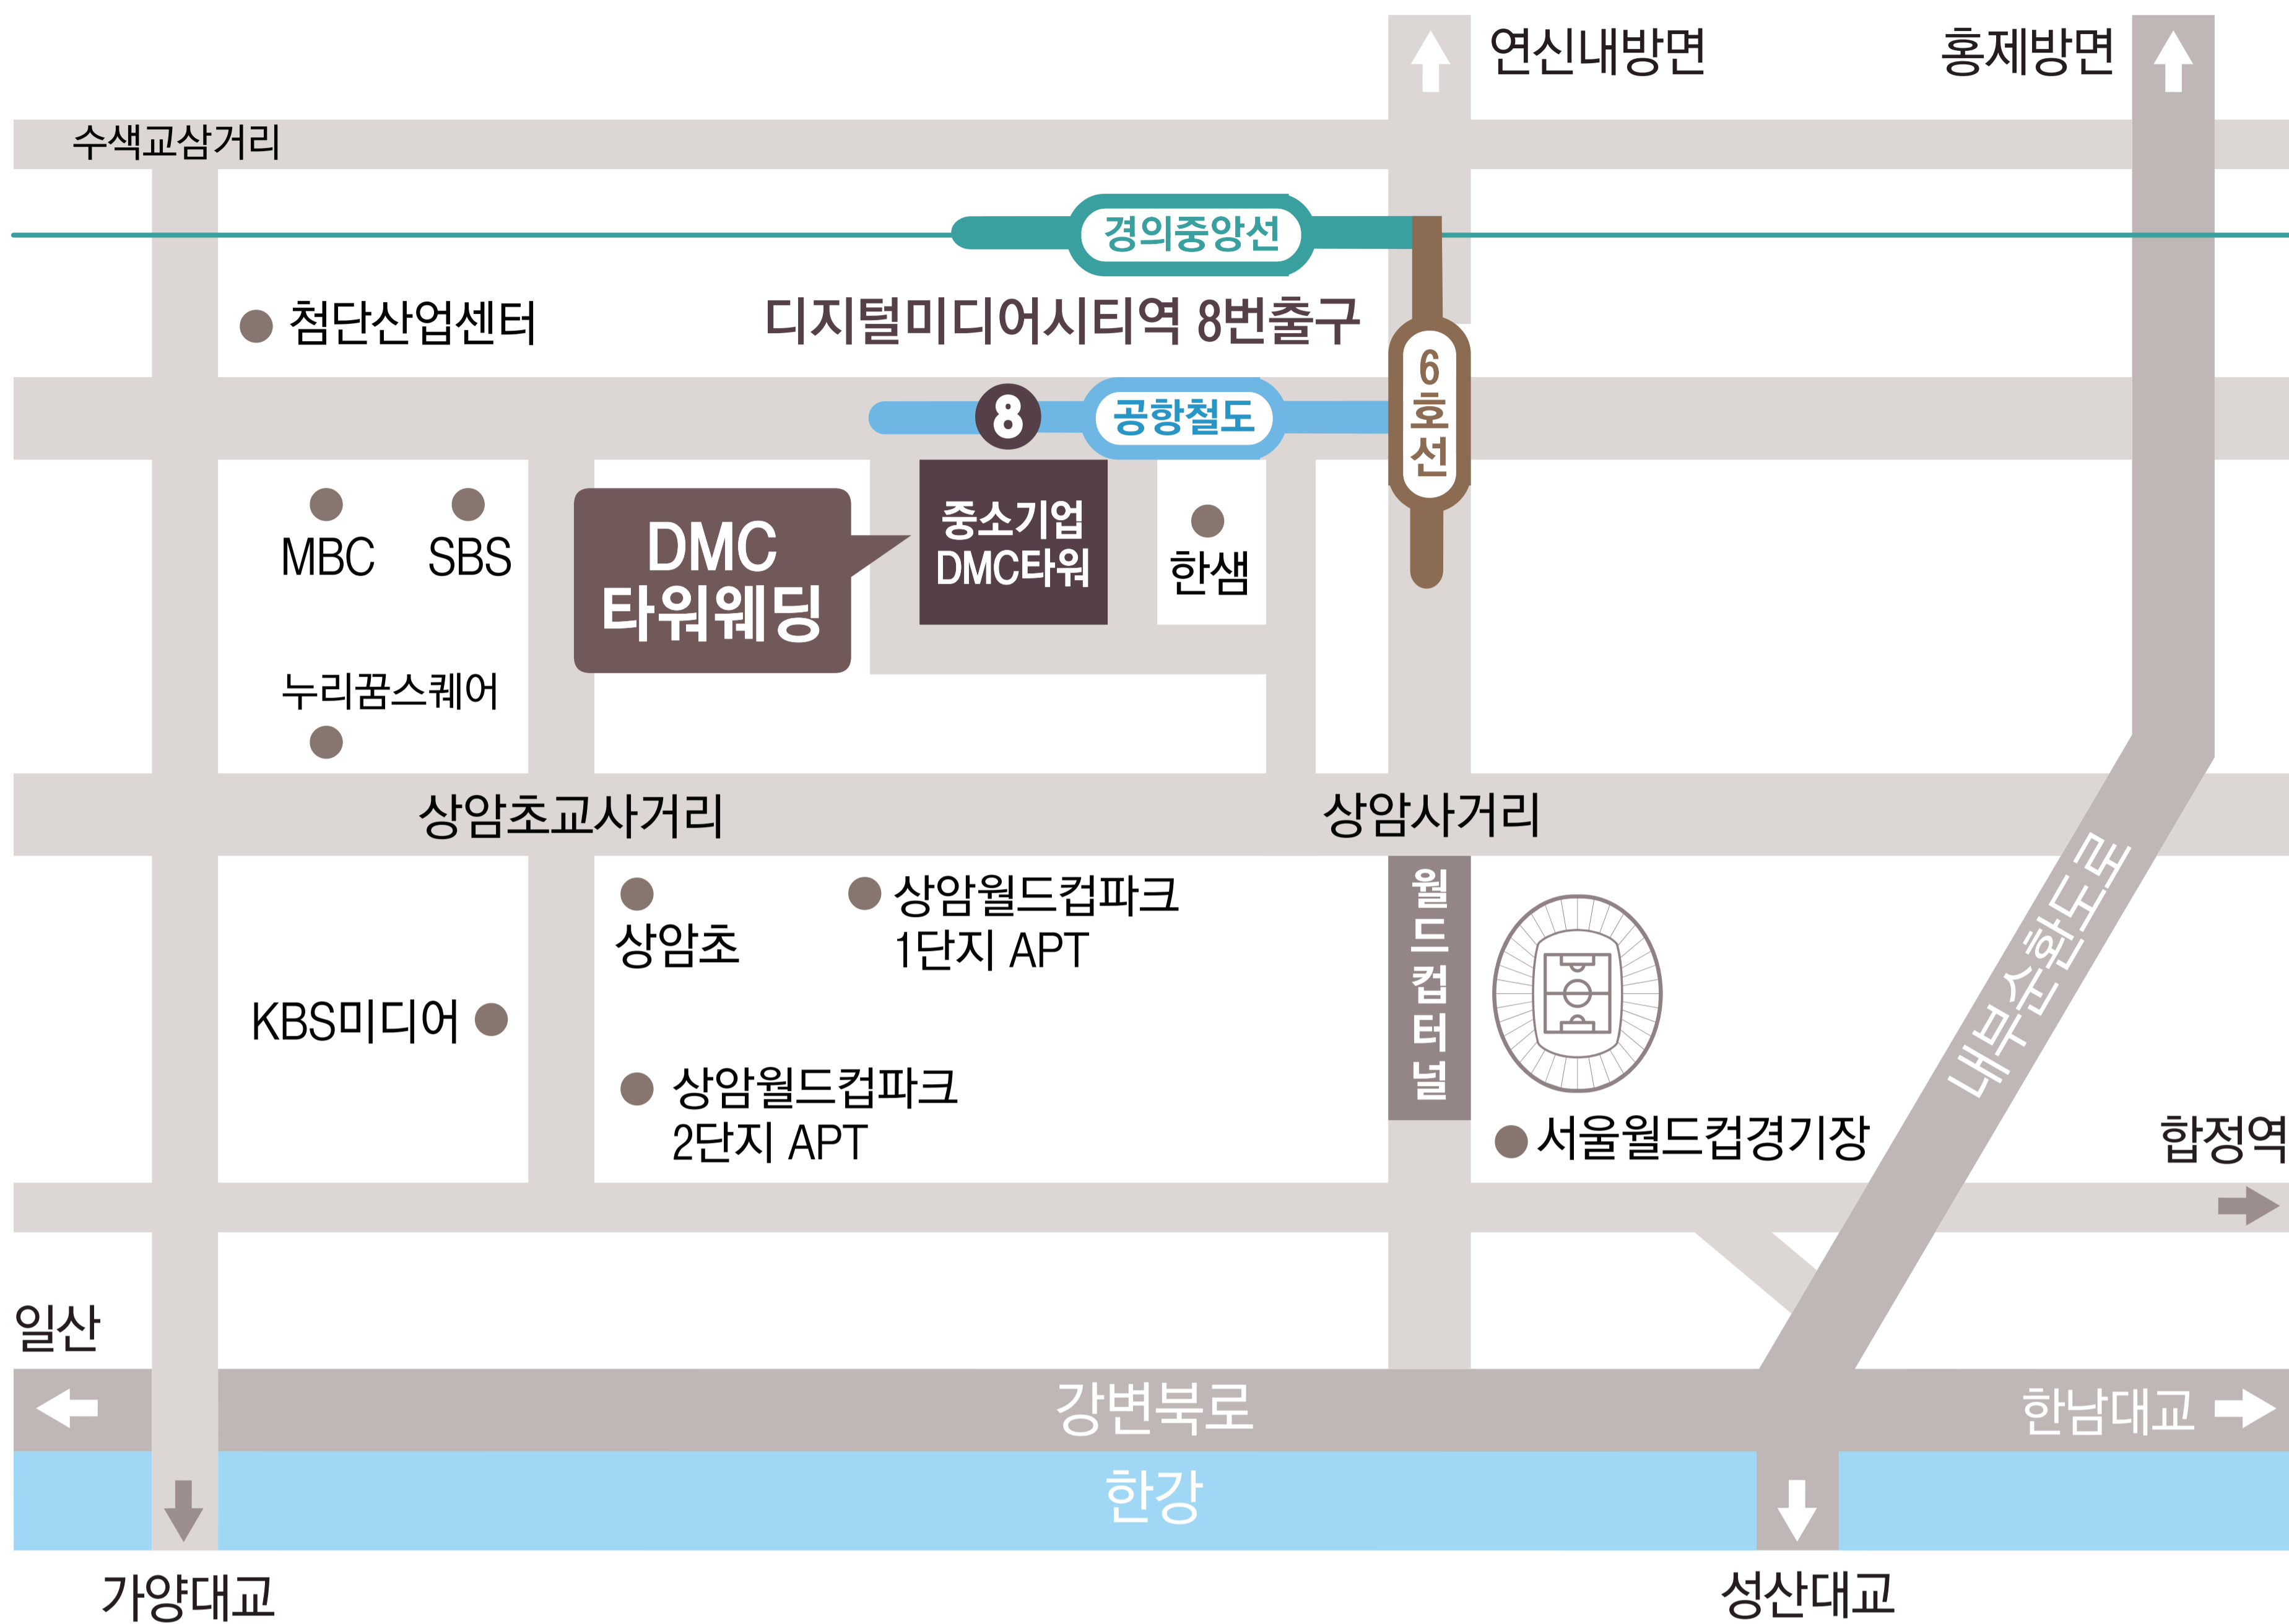 연신내방면
홍제방면
수색교삼거리
경의중앙선
첨단산업센터
디지털미디어시티역 8번출구
6호선
8
공항철도
MBC
SBS
DMC
타워웨딩
중소기업
DMC타워
한샘
누리꿈스퀘어
상암초교사거리
상암사거리
월드컵터널
내부순환도로
상암초
상암월드컵파크
1단지 APT
KBS미디어
상암월드컵파크
2단지 APT
서울월드컵경기장
합정역
일산
강변북로
한남대교
한강
가양대교
성산대교